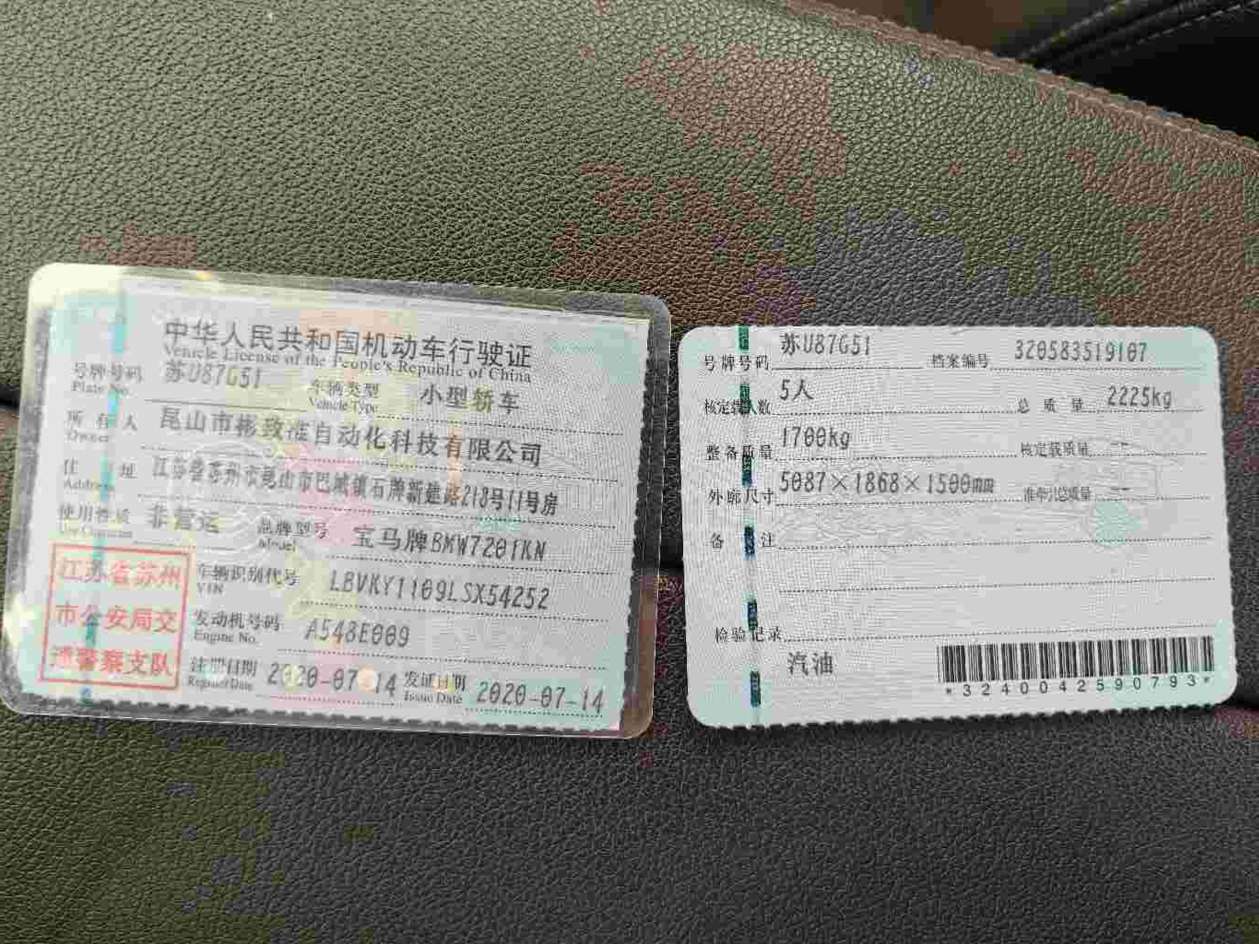 中华人民共和国机动车行驶证
Vehicle License of the People's Republic of China
号牌号码 苏U87G51 车辆类型 小型轿车
Plate No. Vehicle Type
所有人 昆山市彬致准自动化科技有限公司
Owner
住址 江苏省苏州市昆山市巴城镇石牌新建路218号11号房
Address
使用性质 非营运 品牌型号 宝马牌BMW7201KN
Use Character Model
江苏省苏州
市公安局交
通警察支队
车辆识别代号 LBVKY1109LSX54252
VIN
发动机号码 A548E009
Engine No.
注册日期 2020-07-14 发证日期 2020-07-14
Register Date Issue Date
号牌号码 苏U87G51 档案编号 320583519107
核定载人数 5人 总质量 2225kg
整备质量 1700kg 核定载质量 --
外廓尺寸 5087×1868×1500mm 准牵引总质量 --
备注
检验记录
汽油
*3240042590793*